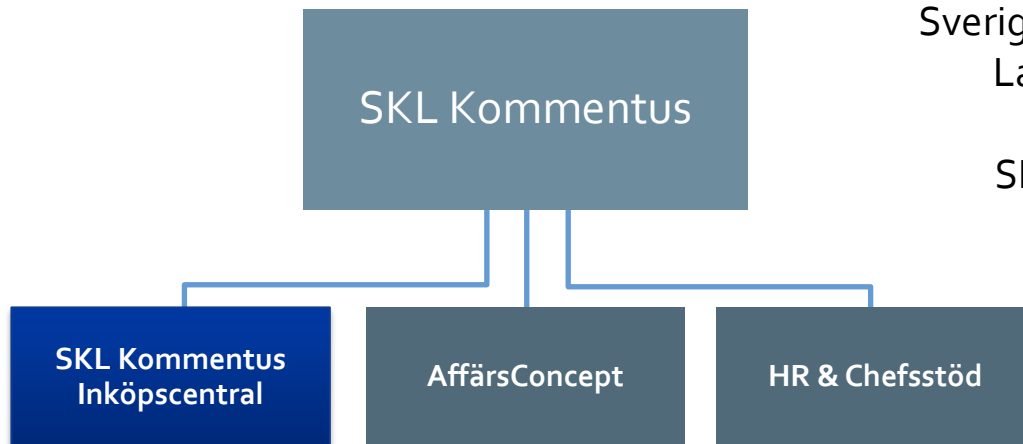 SKL Kommentus
SKL Kommentus
Inköpscentral
AffärsConcept
HR & Chefsstöd